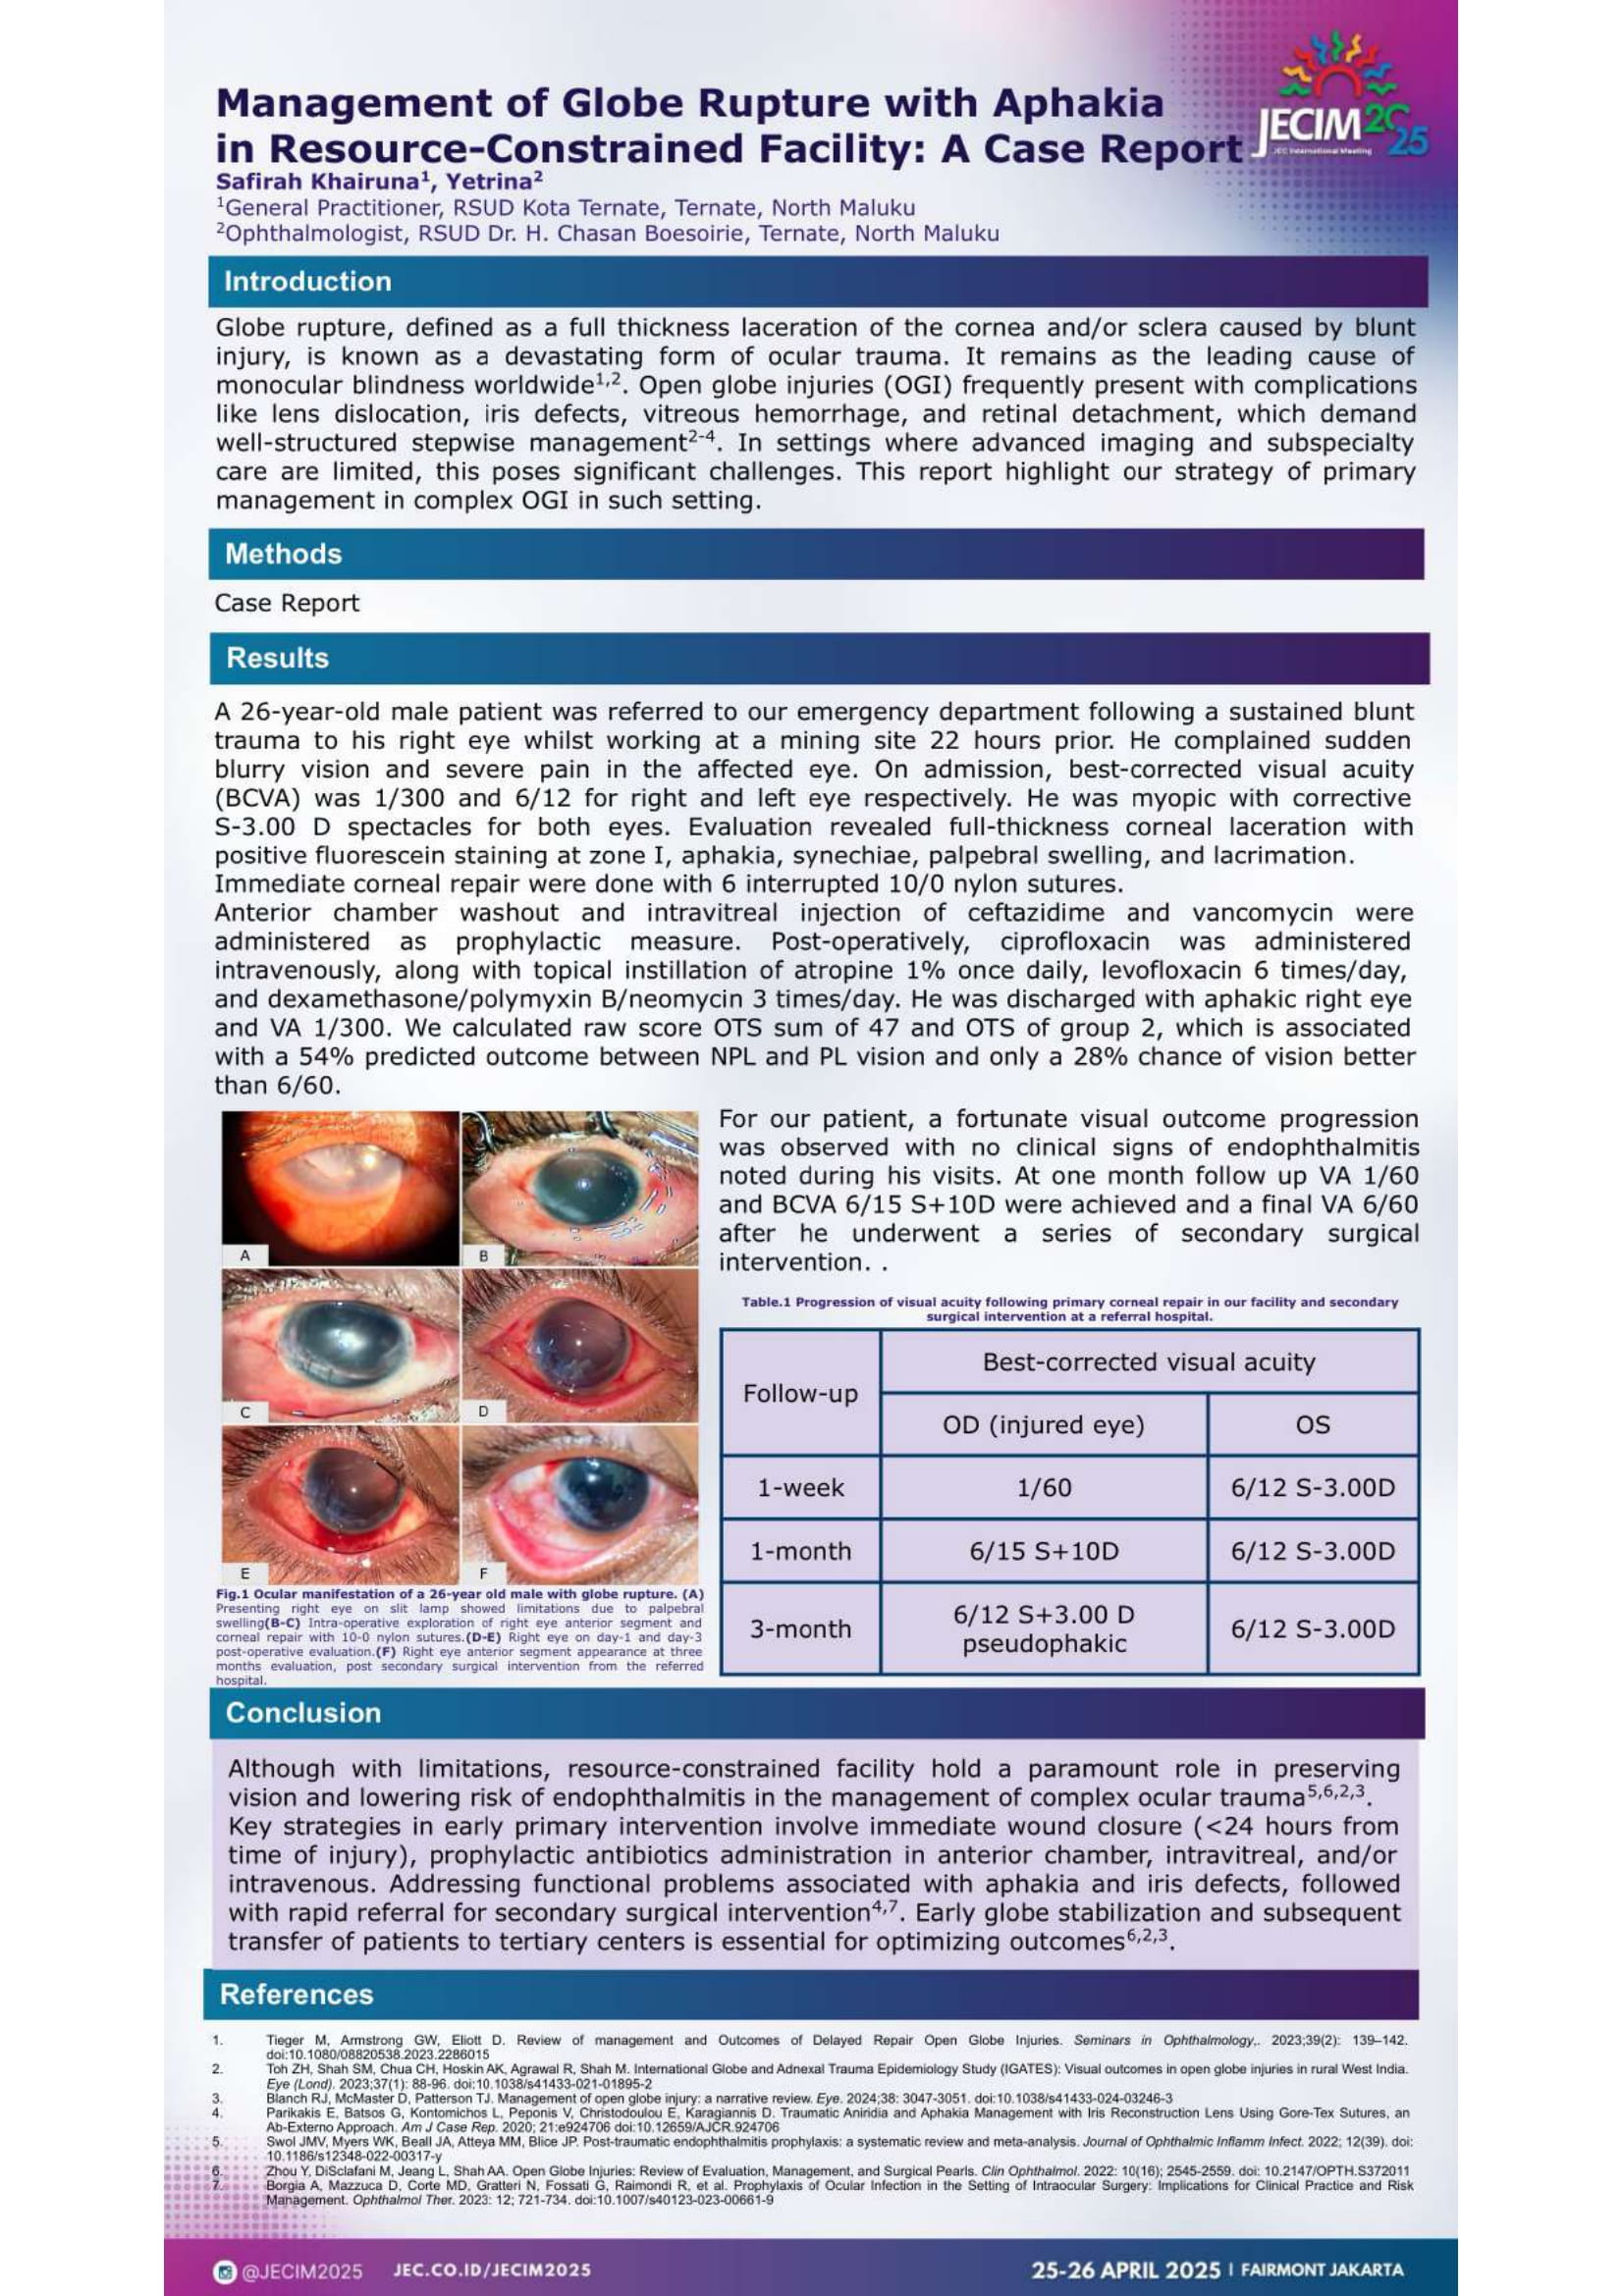 Management of Globe Rupture with Aphakia
in Resource-Constrained Facility: A Case Report
JECIM 2025
JEC International Meeting
Safirah Khairuna¹, Yetrina²
¹General Practitioner, RSUD Kota Ternate, Ternate, North Maluku
²Ophthalmologist, RSUD Dr. H. Chasan Boesoirie, Ternate, North Maluku
Introduction
Globe rupture, defined as a full thickness laceration of the cornea and/or sclera caused by blunt
injury, is known as a devastating form of ocular trauma. It remains as the leading cause of
monocular blindness worldwide¹,². Open globe injuries (OGI) frequently present with complications
like lens dislocation, iris defects, vitreous hemorrhage, and retinal detachment, which demand
well-structured stepwise management²-⁴. In settings where advanced imaging and subspecialty
care are limited, this poses significant challenges. This report highlight our strategy of primary
management in complex OGI in such setting.
Methods
Case Report
Results
A 26-year-old male patient was referred to our emergency department following a sustained blunt
trauma to his right eye whilst working at a mining site 22 hours prior. He complained sudden
blurry vision and severe pain in the affected eye. On admission, best-corrected visual acuity
(BCVA) was 1/300 and 6/12 for right and left eye respectively. He was myopic with corrective
S-3.00 D spectacles for both eyes. Evaluation revealed full-thickness corneal laceration with
positive fluorescein staining at zone I, aphakia, synechiae, palpebral swelling, and lacrimation.
Immediate corneal repair were done with 6 interrupted 10/0 nylon sutures.
Anterior chamber washout and intravitreal injection of ceftazidime and vancomycin were
administered as prophylactic measure. Post-operatively, ciprofloxacin was administered
intravenously, along with topical instillation of atropine 1% once daily, levofloxacin 6 times/day,
and dexamethasone/polymyxin B/neomycin 3 times/day. He was discharged with aphakic right eye
and VA 1/300. We calculated raw score OTS sum of 47 and OTS of group 2, which is associated
with a 54% predicted outcome between NPL and PL vision and only a 28% chance of vision better
than 6/60.
A
B
C
D
E
F
Fig.1 Ocular manifestation of a 26-year old male with globe rupture. (A)
Presenting right eye on slit lamp showed limitations due to palpebral
swelling(B-C) Intra-operative exploration of right eye anterior segment and
corneal repair with 10-0 nylon sutures.(D-E) Right eye on day-1 and day-3
post-operative evaluation.(F) Right eye anterior segment appearance at three
months evaluation, post secondary surgical intervention from the referred
hospital.
For our patient, a fortunate visual outcome progression
was observed with no clinical signs of endophthalmitis
noted during his visits. At one month follow up VA 1/60
and BCVA 6/15 S+10D were achieved and a final VA 6/60
after he underwent a series of secondary surgical
intervention. .
Table.1 Progression of visual acuity following primary corneal repair in our facility and secondary
surgical intervention at a referral hospital.
Follow-up
Best-corrected visual acuity
OD (injured eye)
OS
1-week
1/60
6/12 S-3.00D
1-month
6/15 S+10D
6/12 S-3.00D
3-month
6/12 S+3.00 D
pseudophakic
6/12 S-3.00D
Conclusion
Although with limitations, resource-constrained facility hold a paramount role in preserving
vision and lowering risk of endophthalmitis in the management of complex ocular trauma⁵,⁶,²,³.
Key strategies in early primary intervention involve immediate wound closure (<24 hours from
time of injury), prophylactic antibiotics administration in anterior chamber, intravitreal, and/or
intravenous. Addressing functional problems associated with aphakia and iris defects, followed
with rapid referral for secondary surgical intervention⁴,⁷. Early globe stabilization and subsequent
transfer of patients to tertiary centers is essential for optimizing outcomes⁶,²,³.
References
1. Tieger M, Armstrong GW, Eliott D. Review of management and Outcomes of Delayed Repair Open Globe Injuries. Seminars in Ophthalmology,. 2023;39(2): 139–142.
doi:10.1080/08820538.2023.2286015
2. Toh ZH, Shah SM, Chua CH, Hoskin AK, Agrawal R, Shah M. International Globe and Adnexal Trauma Epidemiology Study (IGATES): Visual outcomes in open globe injuries in rural West India.
Eye (Lond). 2023;37(1): 88-96. doi:10.1038/s41433-021-01895-2
3. Blanch RJ, McMaster D, Patterson TJ. Management of open globe injury: a narrative review. Eye. 2024;38: 3047-3051. doi:10.1038/s41433-024-03246-3
4. Parikakis E, Batsos G, Kontomichos L, Peponis V, Christodoulou E, Karagiannis D. Traumatic Aniridia and Aphakia Management with Iris Reconstruction Lens Using Gore-Tex Sutures, an
Ab-Externo Approach. Am J Case Rep. 2020; 21:e924706 doi:10.12659/AJCR.924706
5. Swol JMV, Myers WK, Beall JA, Atteya MM, Blice JP. Post-traumatic endophthalmitis prophylaxis: a systematic review and meta-analysis. Journal of Ophthalmic Inflamm Infect. 2022; 12(39). doi:
10.1186/s12348-022-00317-y
6. Zhou Y, DiSclafani M, Jeang L, Shah AA. Open Globe Injuries: Review of Evaluation, Management, and Surgical Pearls. Clin Ophthalmol. 2022: 10(16); 2545-2559. doi: 10.2147/OPTH.S372011
7. Borgia A, Mazzuca D, Corte MD, Gratteri N, Fossati G, Raimondi R, et al. Prophylaxis of Ocular Infection in the Setting of Intraocular Surgery: Implications for Clinical Practice and Risk
Management. Ophthalmol Ther. 2023: 12; 721-734. doi:10.1007/s40123-023-00661-9
@JECIM2025 JEC.CO.ID/JECIM2025
25-26 APRIL 2025 | FAIRMONT JAKARTA